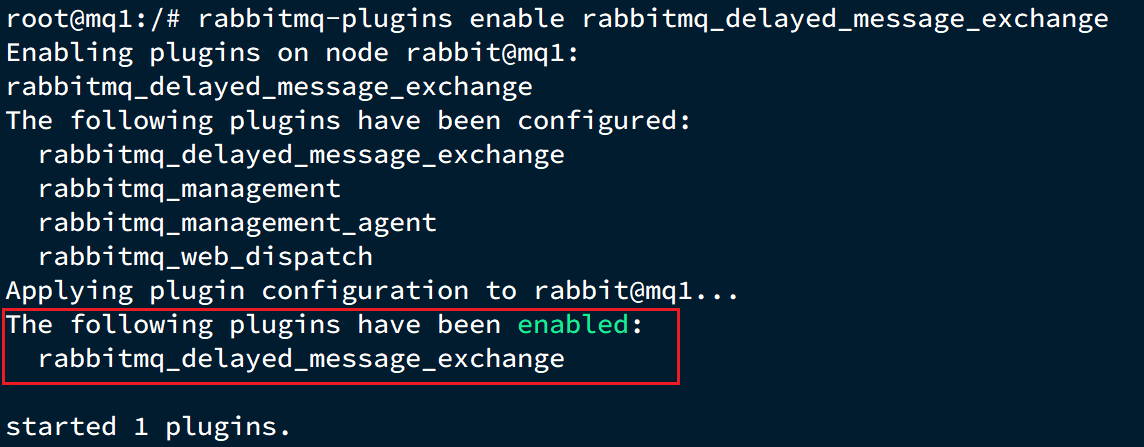 root@mq1:/# rabbitmq-plugins enable rabbitmq_delayed_message_exchange
Enabling plugins on node rabbit@mq1:
rabbitmq_delayed_message_exchange
The following plugins have been configured:
  rabbitmq_delayed_message_exchange
  rabbitmq_management
  rabbitmq_management_agent
  rabbitmq_web_dispatch
Applying plugin configuration to rabbit@mq1...
The following plugins have been enabled:
  rabbitmq_delayed_message_exchange

started 1 plugins.